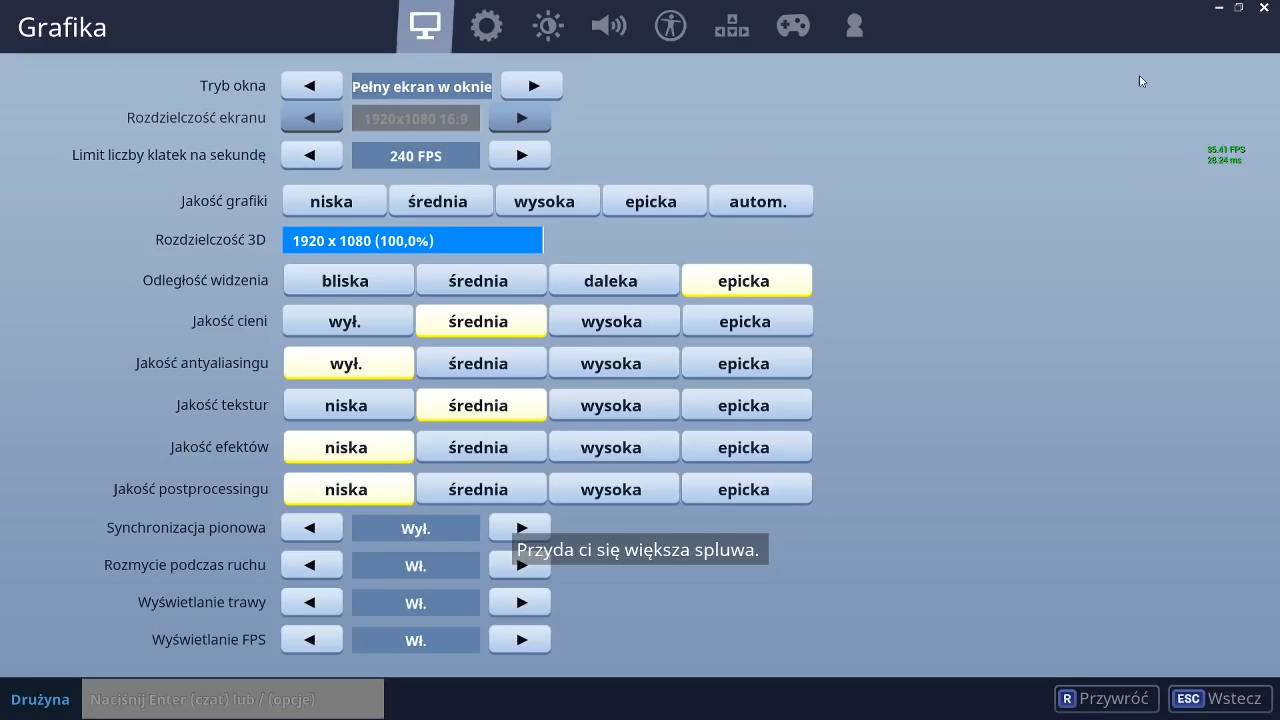 Grafika
Tryb okna ◀ Pełny ekran w oknie ▶
Rozdzielczość ekranu ◀ 1920x1080 16:9 ▶
Limit liczby klatek na sekundę ◀ 240 FPS ▶
35.41 FPS
28.24 ms
Jakość grafiki niska średnia wysoka epicka autom.
Rozdzielczość 3D 1920 x 1080 (100,0%)
Odległość widzenia bliska średnia daleka epicka
Jakość cieni wył. średnia wysoka epicka
Jakość antyaliasingu wył. średnia wysoka epicka
Jakość tekstur niska średnia wysoka epicka
Jakość efektów niska średnia wysoka epicka
Jakość postprocessingu niska średnia wysoka epicka
Synchronizacja pionowa ◀ Wył. ▶
Przyda ci się większa spluwa.
Rozmycie podczas ruchu ◀ Wł. ▶
Wyświetlanie trawy ◀ Wł. ▶
Wyświetlanie FPS ◀ Wł. ▶
Drużyna Naciśnij Enter (czat) lub / (opcje) R Przywróć ESC Wstecz